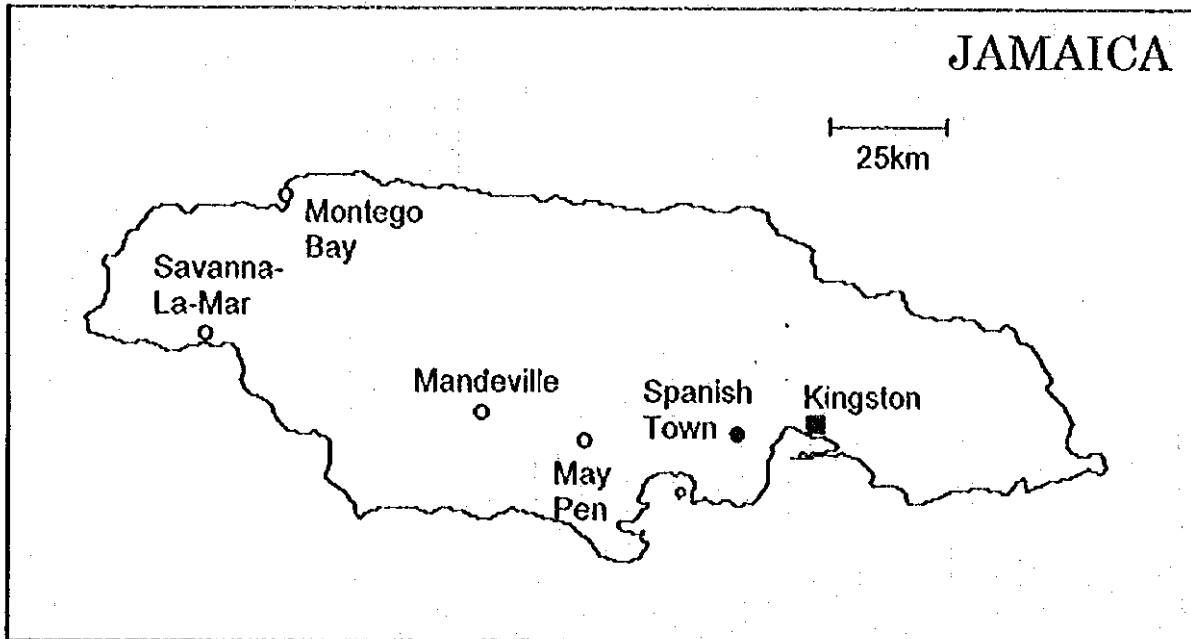 JAMAICA
25km
Montego
Bay
Savanna-
La-Mar
Mandeville
Spanish
Town
Kingston
May
Pen